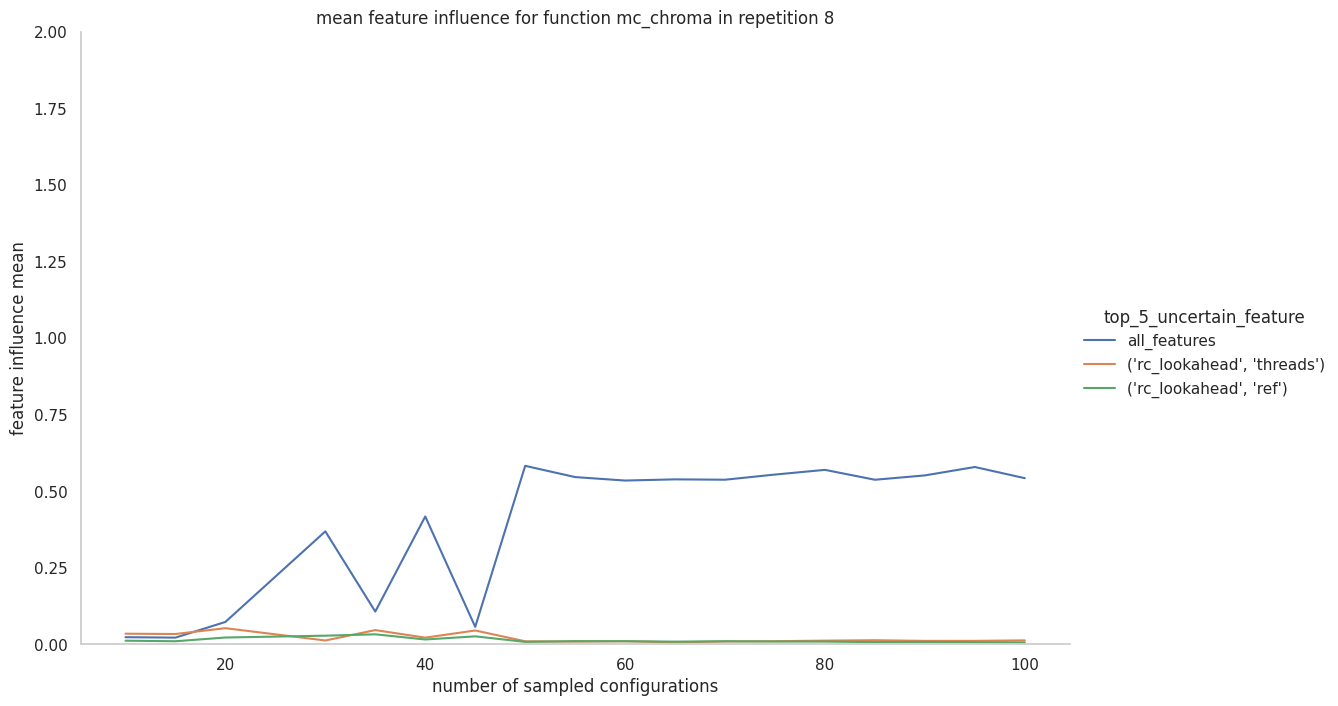 mean feature influence for function mc_chroma in repetition 8
2.00
1.75
1.50
1.25
1.00
0.75
0.50
0.25
0.00
feature influence mean
20
40
60
80
100
number of sampled configurations
top_5_uncertain_feature
all_features
('rc_lookahead', 'threads')
('rc_lookahead', 'ref')